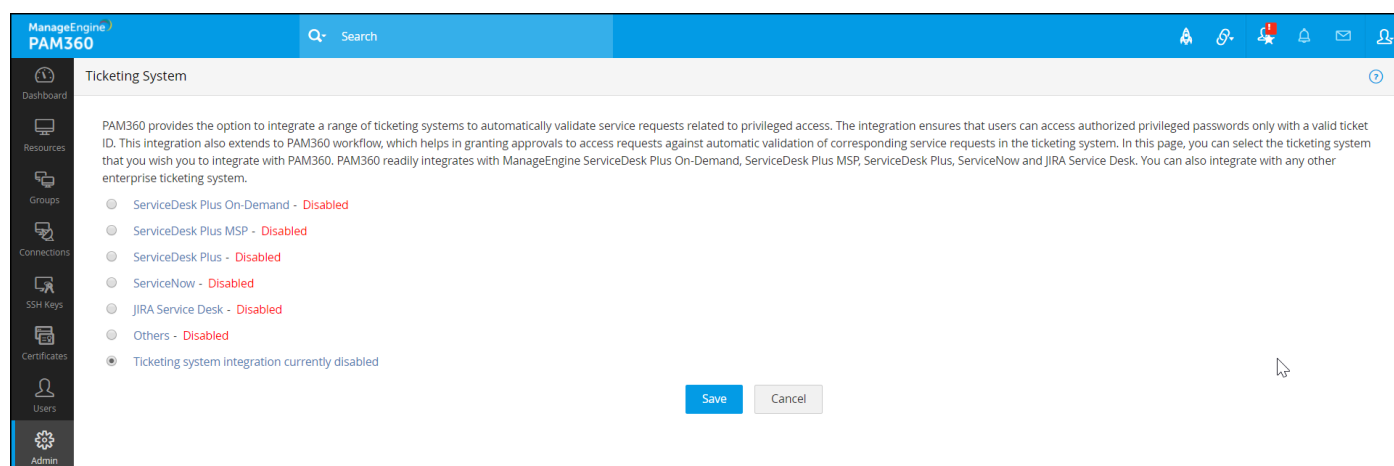 ManageEngine
PAM360
Search
Dashboard
Resources
Groups
Connections
SSH Keys
Certificates
Users
Admin
Ticketing System
PAM360 provides the option to integrate a range of ticketing systems to automatically validate service requests related to privileged access. The integration ensures that users can access authorized privileged passwords only with a valid ticket
ID. This integration also extends to PAM360 workflow, which helps in granting approvals to access requests against automatic validation of corresponding service requests in the ticketing system. In this page, you can select the ticketing system
that you wish you to integrate with PAM360. PAM360 readily integrates with ManageEngine ServiceDesk Plus On-Demand, ServiceDesk Plus MSP, ServiceDesk Plus, ServiceNow and JIRA Service Desk. You can also integrate with any other
enterprise ticketing system.
ServiceDesk Plus On-Demand - Disabled
ServiceDesk Plus MSP - Disabled
ServiceDesk Plus - Disabled
ServiceNow - Disabled
JIRA Service Desk - Disabled
Others - Disabled
Ticketing system integration currently disabled
Save Cancel